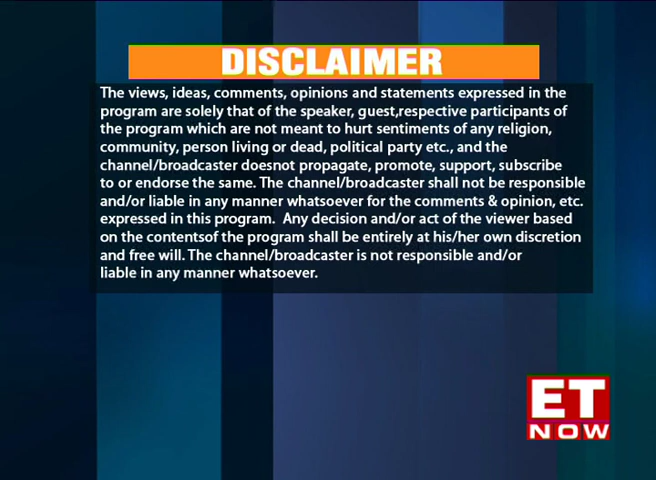 DISCLAIMER
The views, ideas, comments, opinions and statements expressed in the
program are solely that of the speaker, guest,respective participants of
the program which are not meant to hurt sentiments of any religion,
community, person living or dead, political party etc., and the
channel/broadcaster doesnot propagate, promote, support, subscribe
to or endorse the same. The channel/broadcaster shall not be responsible
and/or liable in any manner whatsoever for the comments & opinion, etc.
expressed in this program.  Any decision and/or act of the viewer based
on the contentsof the program shall be entirely at his/her own discretion
and free will. The channel/broadcaster is not responsible and/or
liable in any manner whatsoever.
ET
NOW